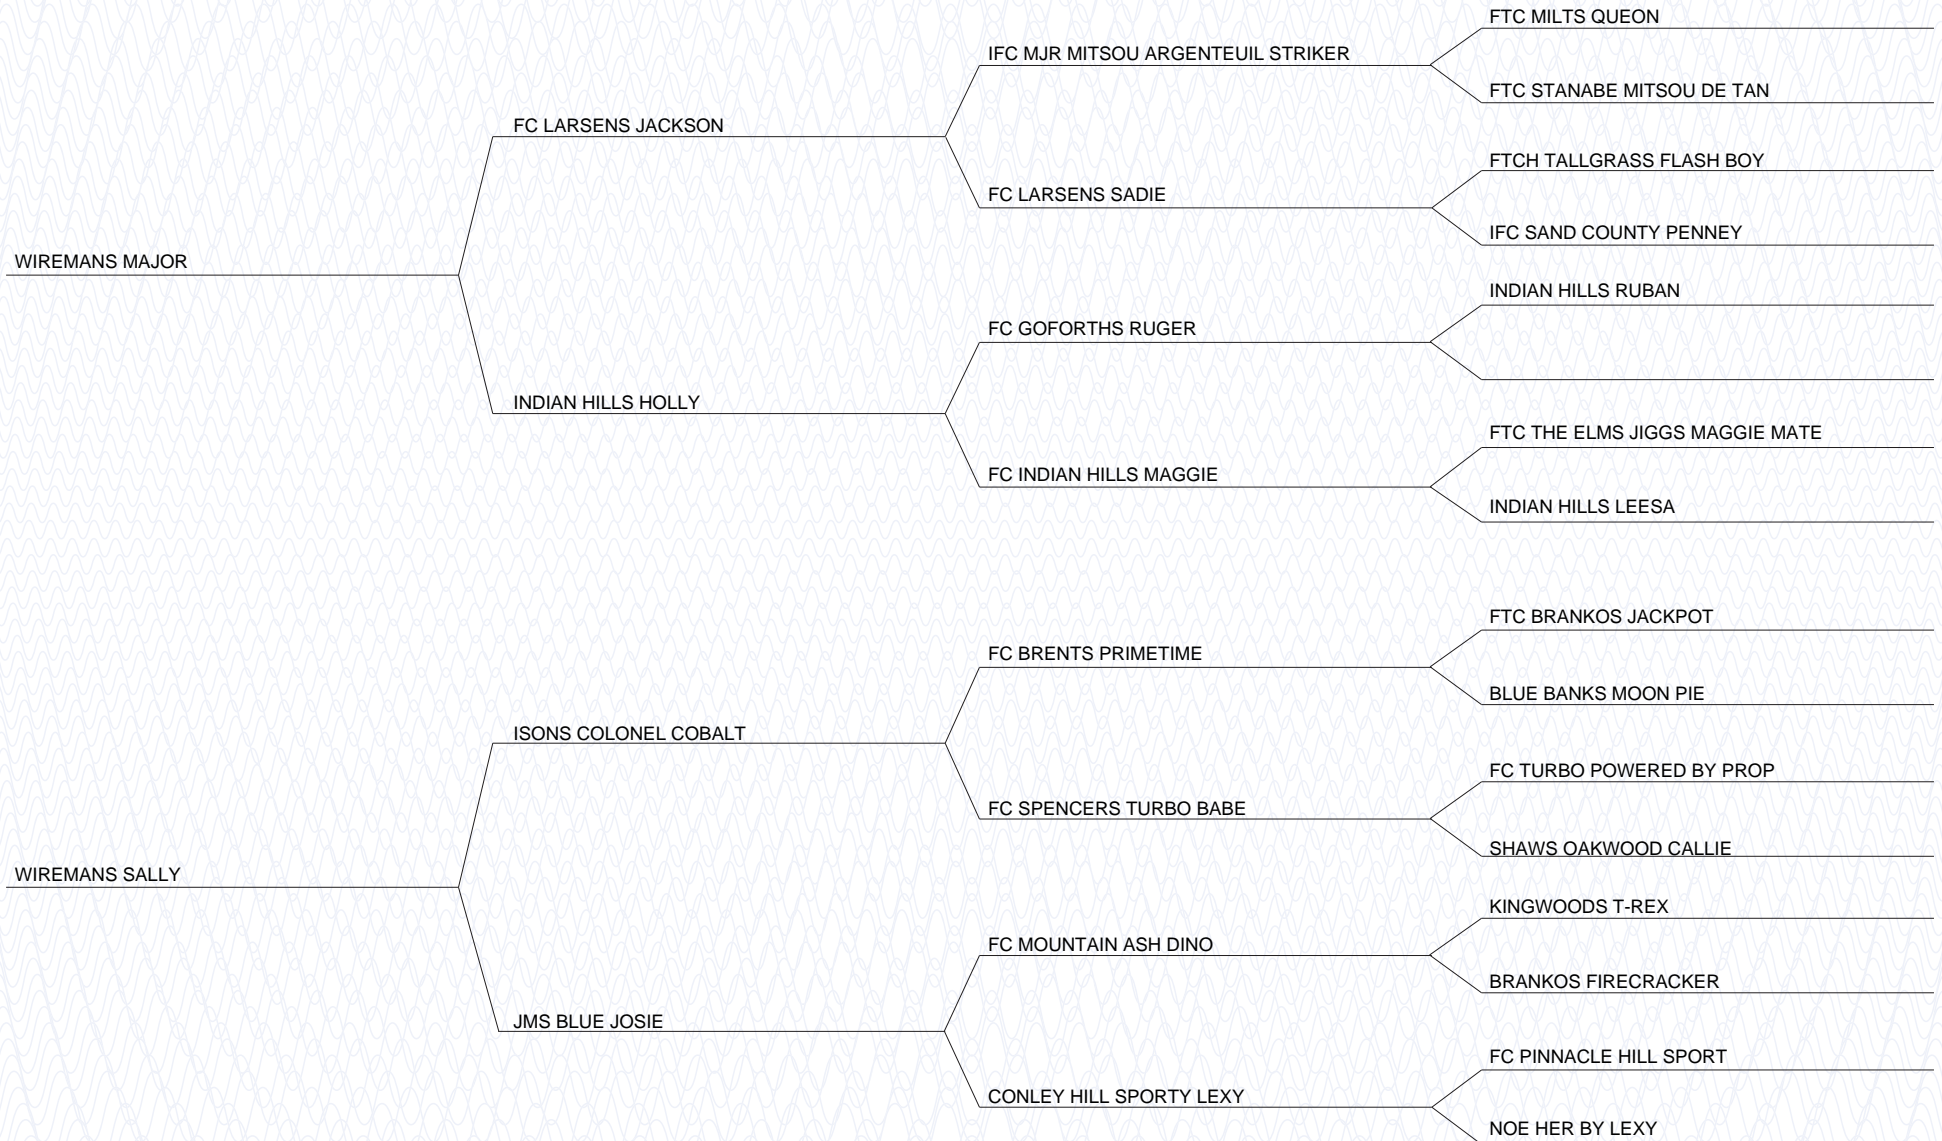 FTC MILTS QUEON
IFC MJR MITSOU ARGENTEUIL STRIKER
FTC STANABE MITSOU DE TAN
FC LARSENS JACKSON
FTCH TALLGRASS FLASH BOY
FC LARSENS SADIE
IFC SAND COUNTY PENNEY
WIREMANS MAJOR
INDIAN HILLS RUBAN
FC GOFORTHS RUGER
INDIAN HILLS HOLLY
FTC THE ELMS JIGGS MAGGIE MATE
FC INDIAN HILLS MAGGIE
INDIAN HILLS LEESA
FTC BRANKOS JACKPOT
FC BRENTS PRIMETIME
BLUE BANKS MOON PIE
ISONS COLONEL COBALT
FC TURBO POWERED BY PROP
FC SPENCERS TURBO BABE
SHAWS OAKWOOD CALLIE
WIREMANS SALLY
KINGWOODS T-REX
FC MOUNTAIN ASH DINO
BRANKOS FIRECRACKER
JMS BLUE JOSIE
FC PINNACLE HILL SPORT
CONLEY HILL SPORTY LEXY
NOE HER BY LEXY